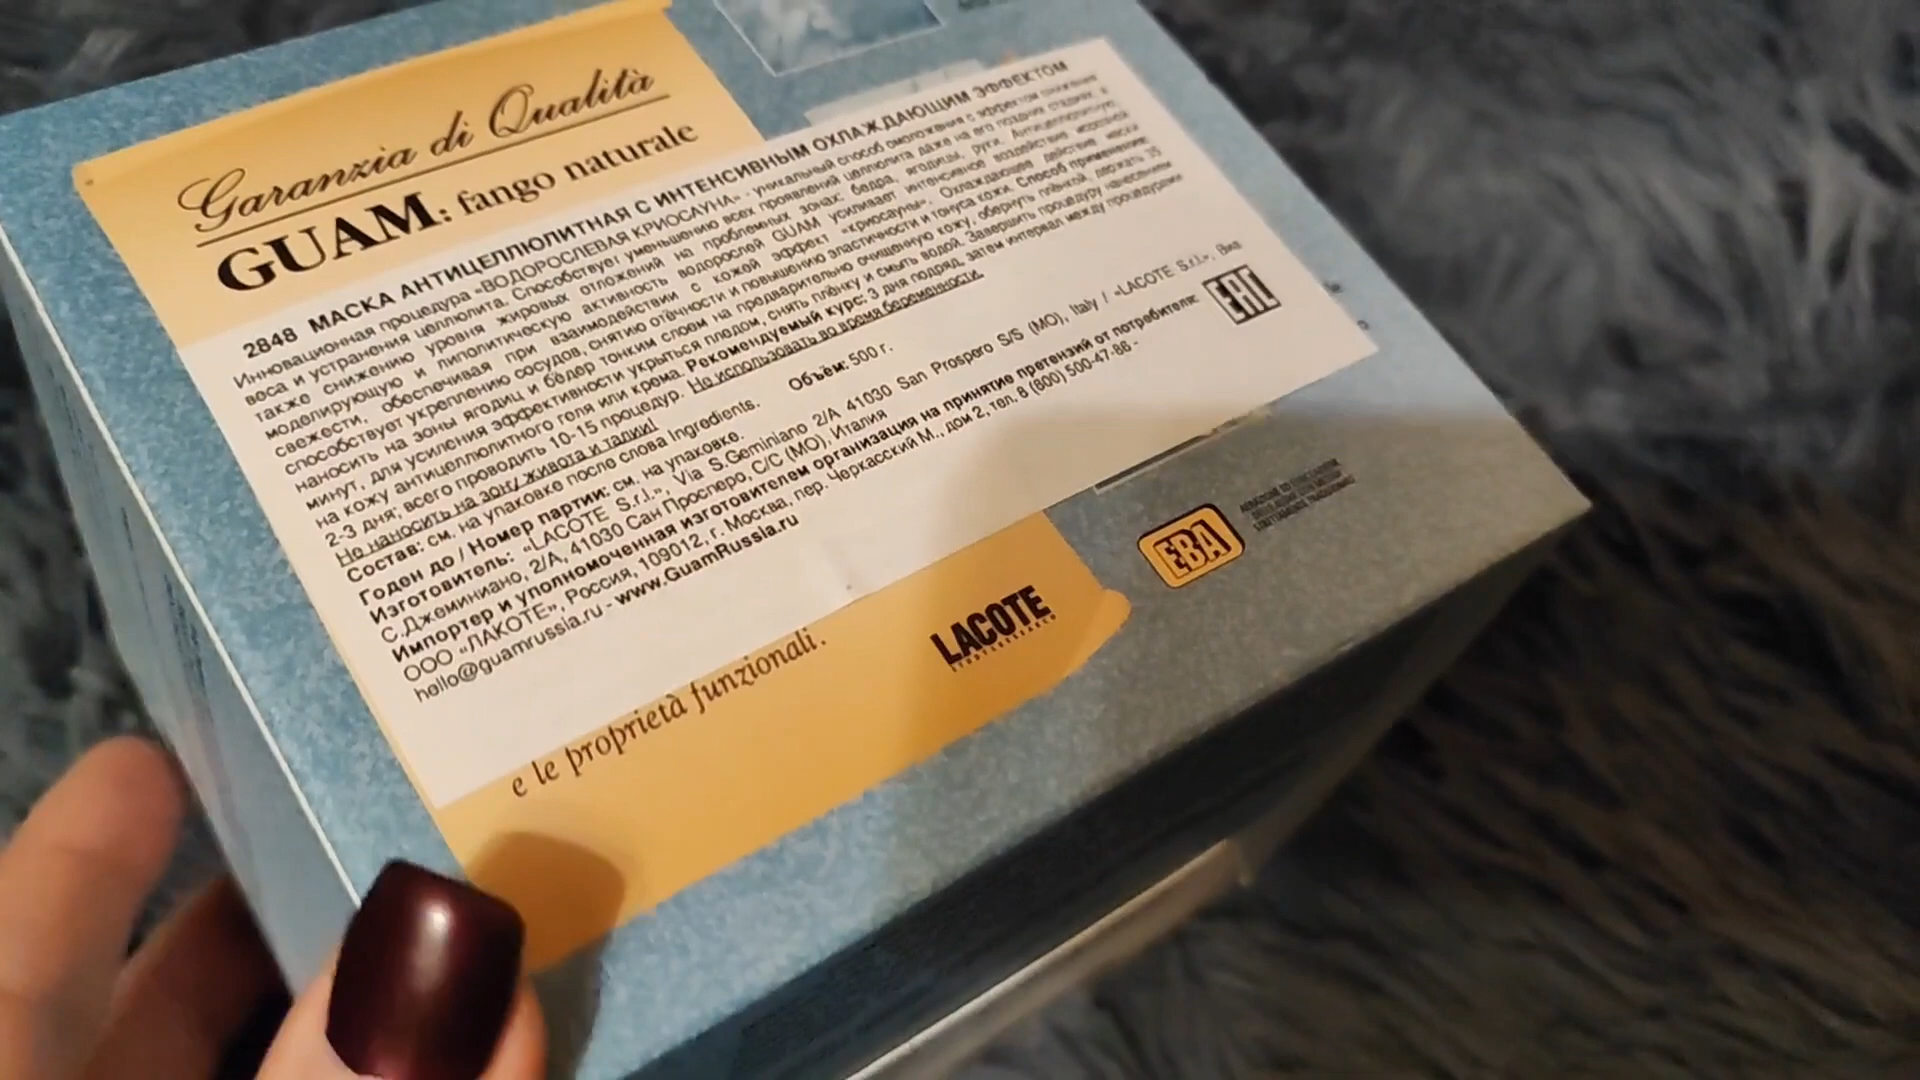 Garanzia di Qualità
GUAM: fango naturale
2848 МАСКА АНТИЦЕЛЛЮЛИТНАЯ С ИНТЕНСИВНЫМ ОХЛАЖДАЮЩИМ ЭФФЕКТОМ
Инновационная процедура «ВОДОРОСЛЕВАЯ КРИОСАУНА» - уникальный способ омоложения с эффектом снижения
веса и устранения целлюлита. Способствует уменьшению всех проявлений целлюлита даже на его поздних стадиях, а
также снижению уровня жировых отложений на проблемных зонах: бедра, ягодицы, руки. Антицеллюлитную,
моделирующую и липолитическую активность водорослей GUAM усиливает интенсивное воздействие морозной
свежести, обеспечивая при взаимодействии с кожей эффект «криосауны». Охлаждающее действие маски
способствует укреплению сосудов, снятию отёчности и повышению эластичности и тонуса кожи. Способ применения:
наносить на зоны ягодиц и бёдер тонким слоем на предварительно очищенную кожу, обернуть плёнкой, держать 35
минут, для усиления эффективности укрыться пледом, снять плёнку и смыть водой. Завершить процедуру нанесением
на кожу антицеллюлитного геля или крема. Рекомендуемый курс: 3 дня подряд, затем интервал между процедурами
2-3 дня; всего проводить 10-15 процедур. Не использовать во время беременности.
Не наносить на зону живота и талии!
Состав: см. на упаковке после слова Ingredients. Объём: 500 г.
Годен до / Номер партии: см. на упаковке.
Изготовитель: «LACOTE S.r.l.», Via S.Geminiano 2/A 41030 San Prospero S/S (MO), Italy / «LACOTE S.r.l.», Виа
С.Джеминиано, 2/А, 41030 Сан Просперо, С/С (МО), Италия
Импортер и уполномоченная изготовителем организация на принятие претензий от потребителя:
ООО «ЛАКОТЕ», Россия, 109012, г. Москва, пер. Черкасский М., дом 2, тел. 8 (800) 500-47-86 -
hello@guamrussia.ru - www.GuamRussia.ru
EAC
e le proprietà funzionali.
LACOTE
EBA